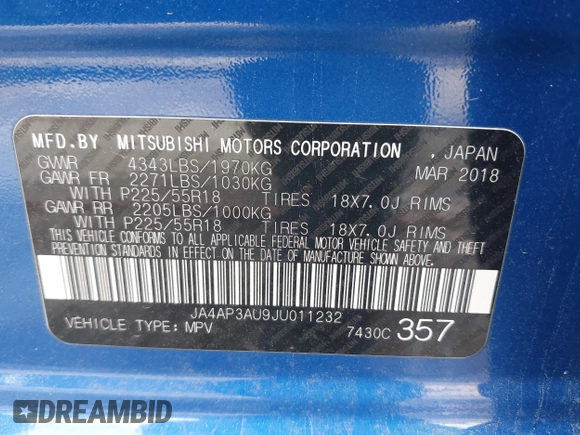 MFD.BY MITSUBISHI MOTORS CORPORATION , JAPAN
GVWR 4343LBS/1970KG MAR 2018
GAWR FR 2271LBS/1030KG
WITH P225/55R18 TIRES 18X7.0J RIMS
GAWR RR 2205LBS/1000KG
WITH P225/55R18 TIRES 18X7.0J RIMS
THIS VEHICLE CONFORMS TO ALL APPLICABLE FEDERAL MOTOR VEHICLE SAFETY AND THEFT
PREVENTION STANDARDS IN EFFECT ON THE DATE OF MANUFACTURE SHOWN ABOVE.
JA4AP3AU9JU011232
VEHICLE TYPE: MPV 7430C 357
DREAMBID